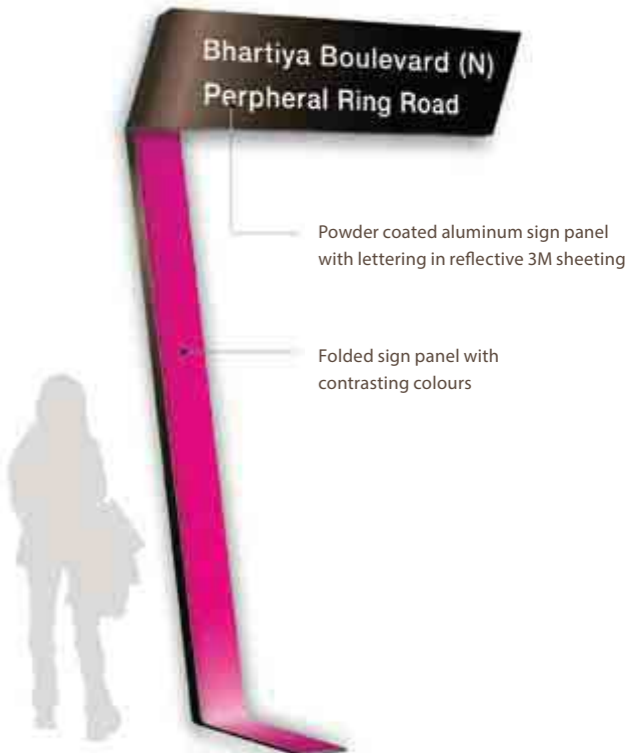 Bhartiya Boulevard (N)
Perpheral Ring Road
Powder coated aluminum sign panel
with lettering in reflective 3M sheeting
Folded sign panel with
contrasting colours